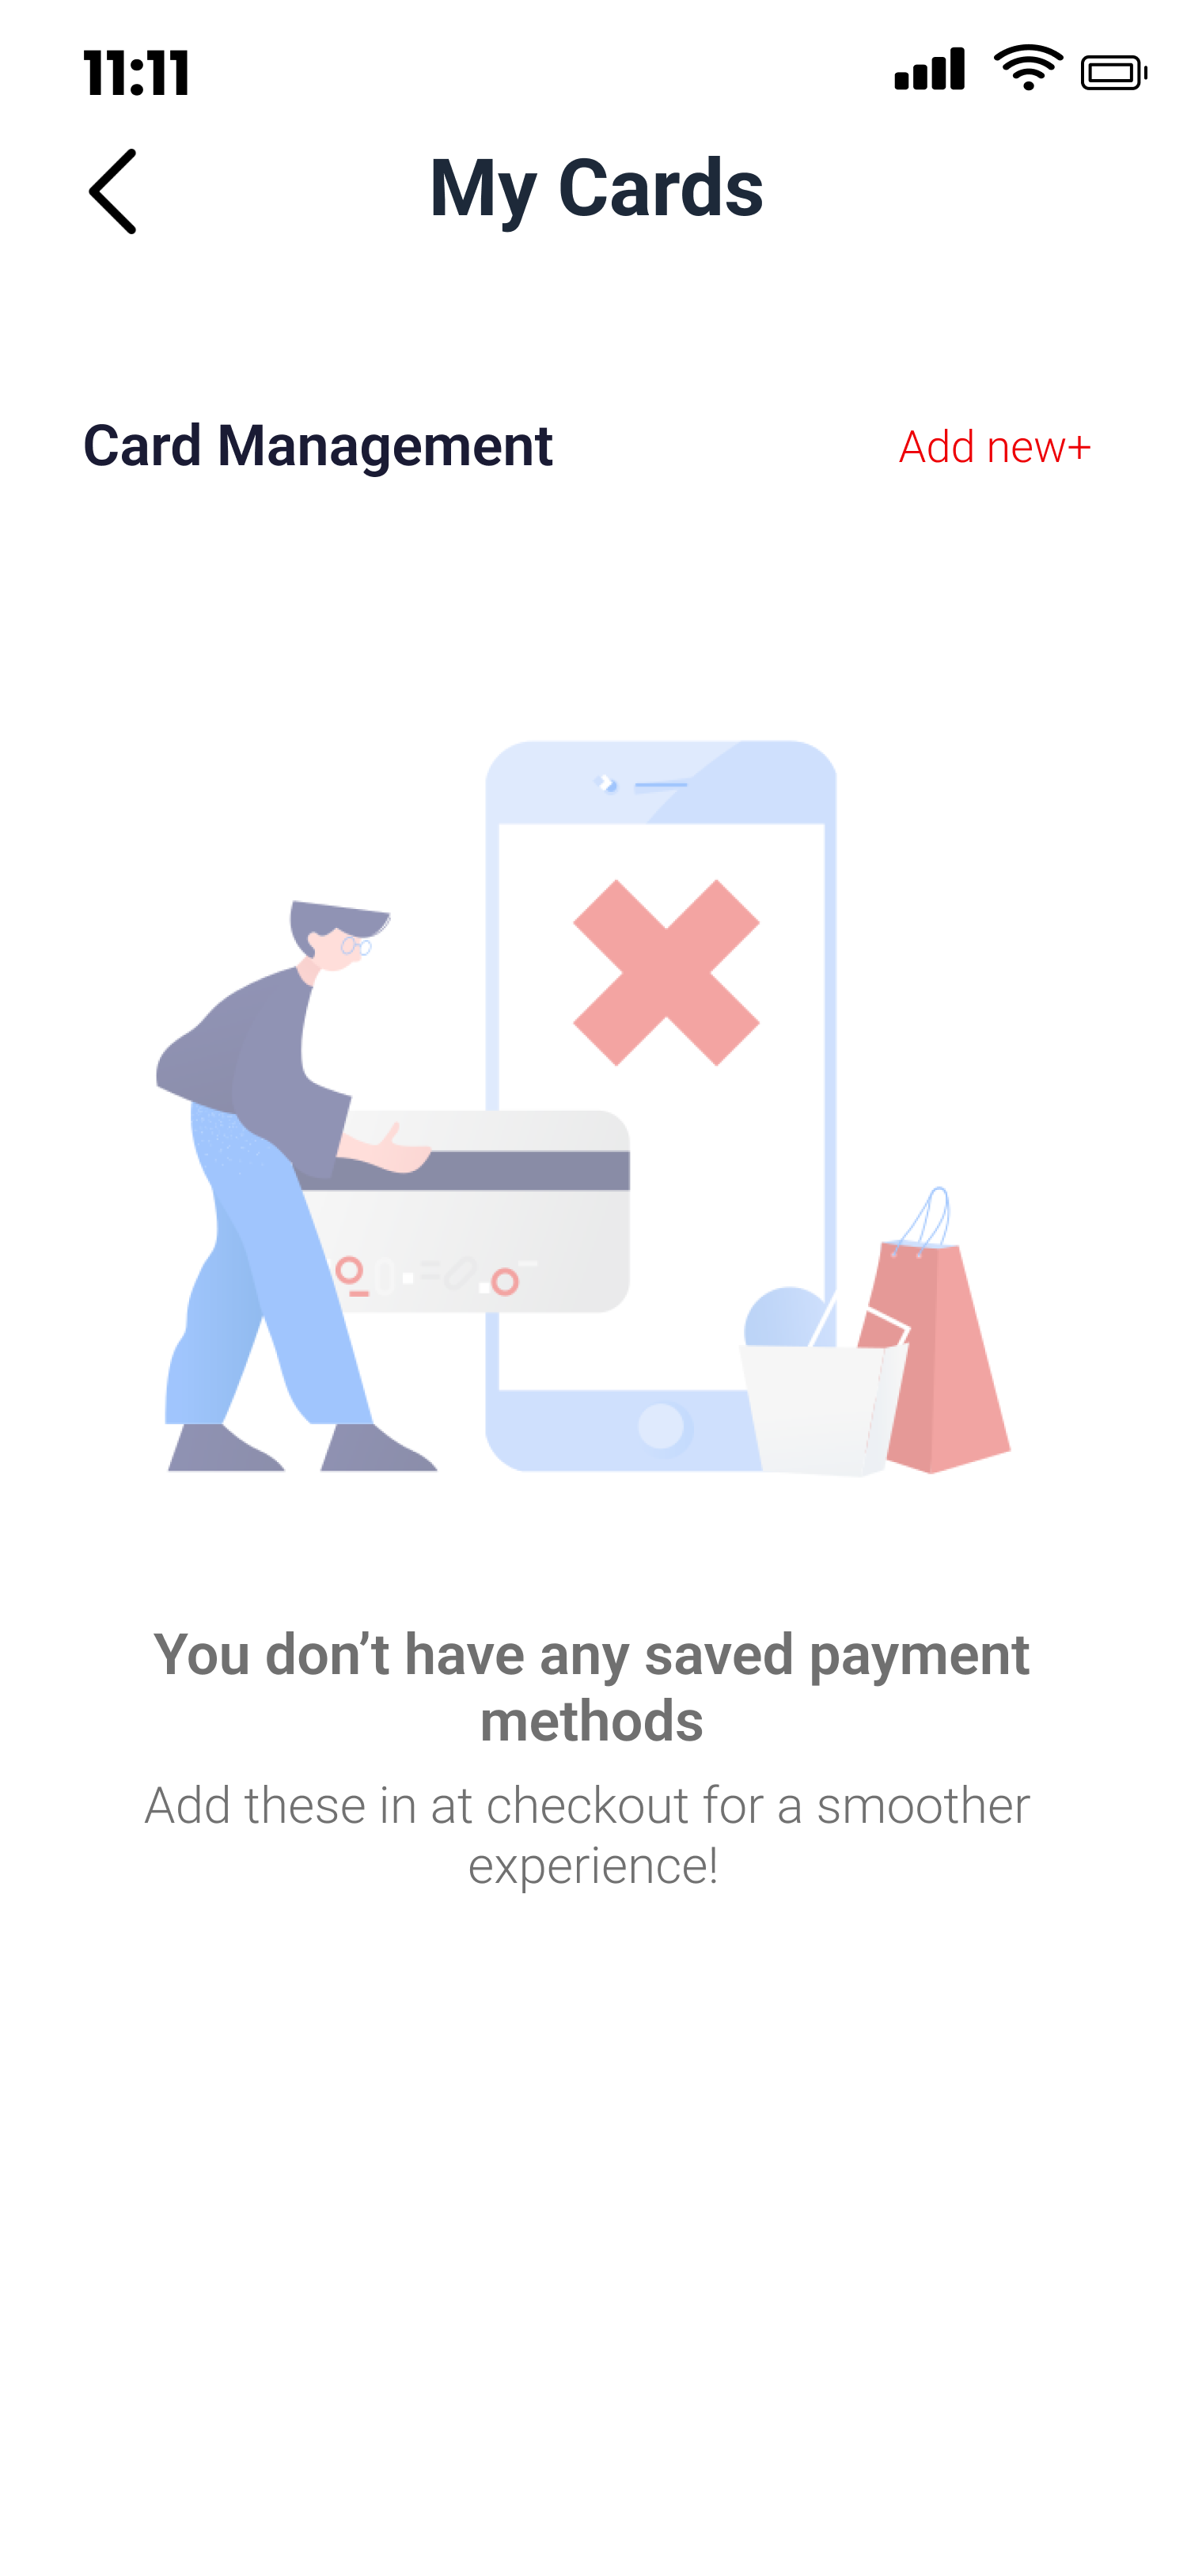 11:11
My Cards
Card Management
Add new+
You don’t have any saved payment
methods
Add these in at checkout for a smoother
experience!